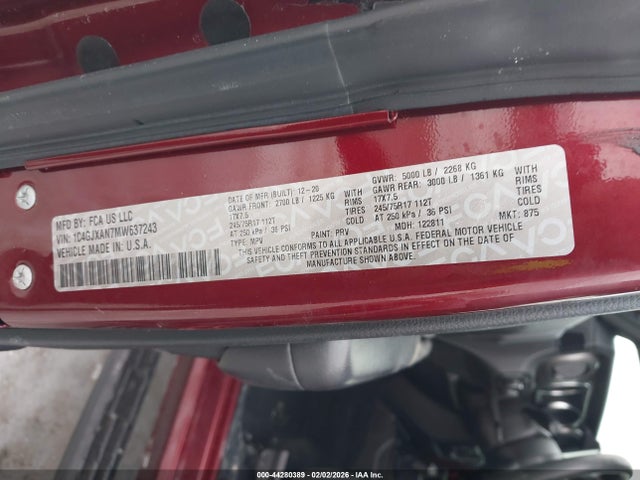 MFD BY: FCA US LLC
VIN: 1C4GJXAN7MW637243
VEHICLE MADE IN: U.S.A.
DATE OF MFR (BUILT): 12-20
GAWR FRONT: 2700 LB / 1225 KG WITH
17X7.5 RIMS
245/75R17 112T TIRES
AT 250 kPa / 36 PSI COLD
TYPE: MPV PAINT: PRV
GVWR: 5000 LB / 2268 KG
GAWR REAR: 3000 LB / 1361 KG WITH
17X7.5 RIMS
245/75R17 112T TIRES
AT 250 kPa / 36 PSI COLD
MDH: 122811 MKT: 875
THIS VEHICLE CONFORMS TO ALL APPLICABLE U.S.A. FEDERAL MOTOR VEHICLE
SAFETY AND THEFT PREVENTION STANDARDS IN EFFECT ON THE DATE OF
MANUFACTURE SHOWN ABOVE.
000-44280389 - 02/02/2026 - IAAI.COM